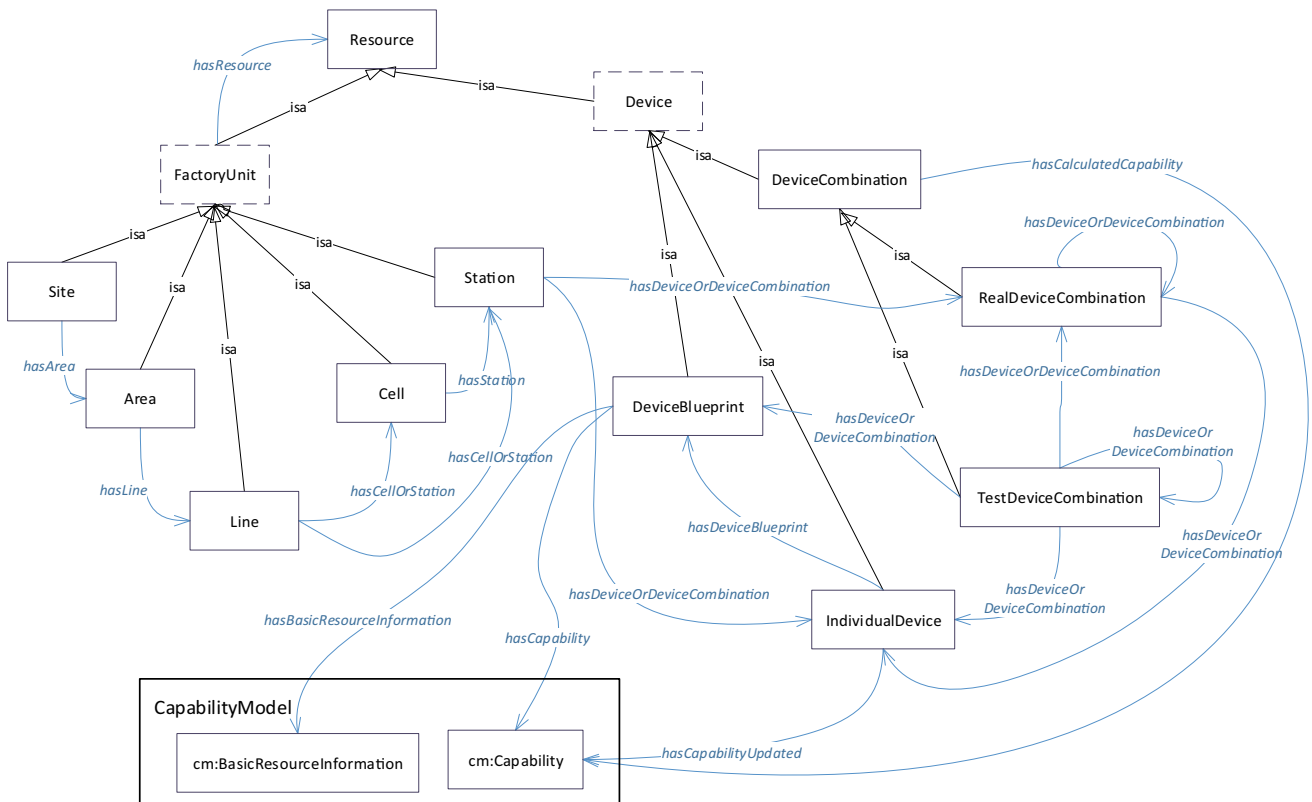 Resource
hasResource
isa
isa
Device
FactoryUnit
isa
DeviceCombination
hasCalculatedCapability
hasDeviceOrDeviceCombination
isa
isa
isa
isa
Site
Station
hasDeviceOrDeviceCombination
RealDeviceCombination
isa
isa
isa
isa
isa
hasArea
Area
hasStation
Cell
DeviceBlueprint
hasDeviceOrDeviceCombination
hasDeviceOr
DeviceCombination
hasDeviceOr
DeviceCombination
hasCellOrStation
hasLine
hasCellOrStation
TestDeviceCombination
Line
hasDeviceBlueprint
hasDeviceOr
DeviceCombination
hasDeviceOr
DeviceCombination
hasDeviceOrDeviceCombination
hasBasicResourceInformation
IndividualDevice
hasCapability
CapabilityModel
cm:BasicResourceInformation
cm:Capability
hasCapabilityUpdated